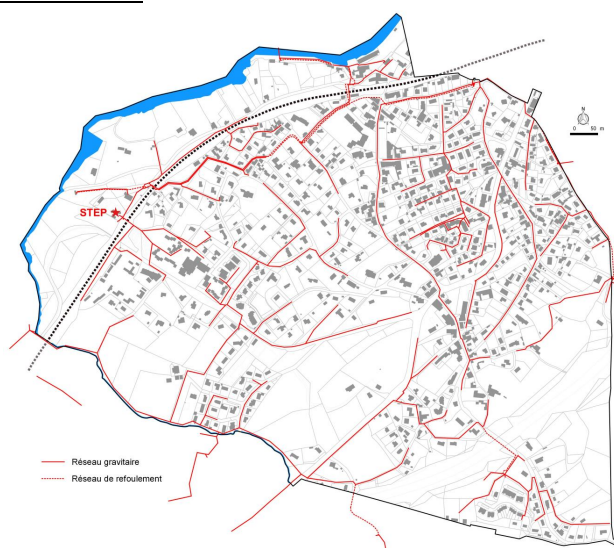 N
0 50 m
STEP
Réseau gravitaire
Réseau de refoulement